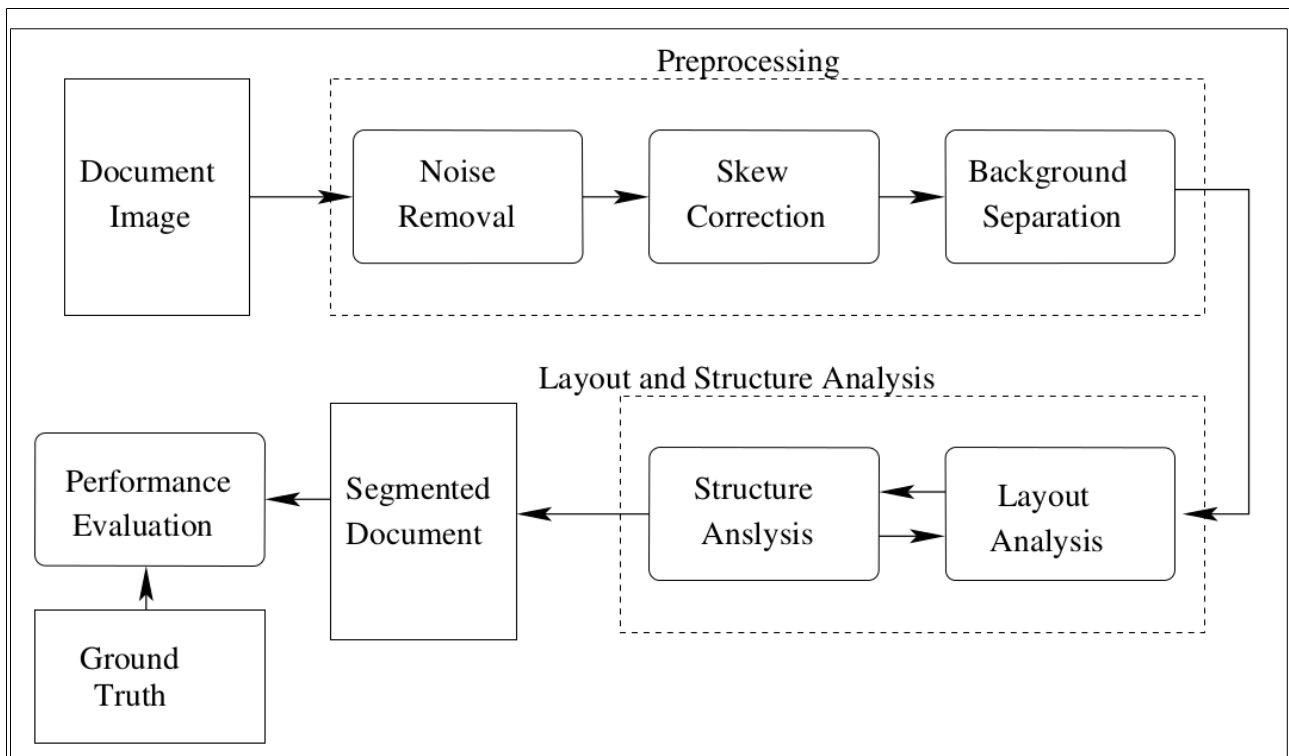 Preprocessing
Document
Image
Noise
Removal
Skew
Correction
Background
Separation
Layout and Structure Analysis
Performance
Evaluation
Segmented
Document
Structure
Anslysis
Layout
Analysis
Ground
Truth